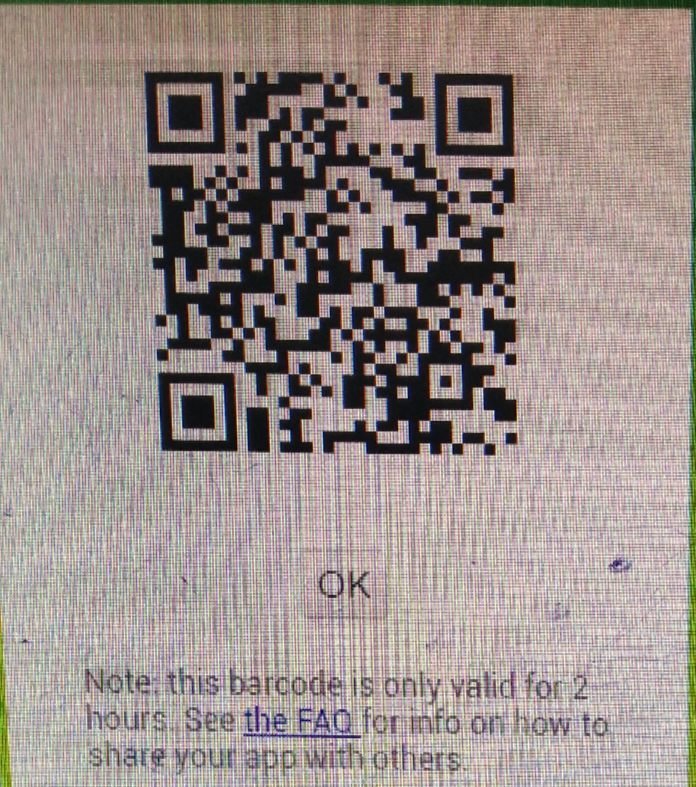 OK
Note: this barcode is only valid for 2
hours. See the FAQ for info on how to
share your app with others.